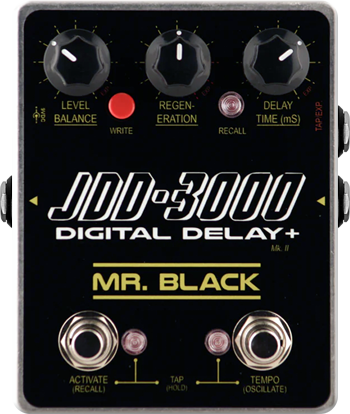 LEVEL
BALANCE
REGEN-
ERATION
DELAY
TIME (mS)
9VDC
WRITE
RECALL
TAP/EXP.
JDD-3000
DIGITAL DELAY+
Mk. II
MR. BLACK
ACTIVATE
(RECALL)
TAP
(HOLD)
TEMPO
(OSCILLATE)